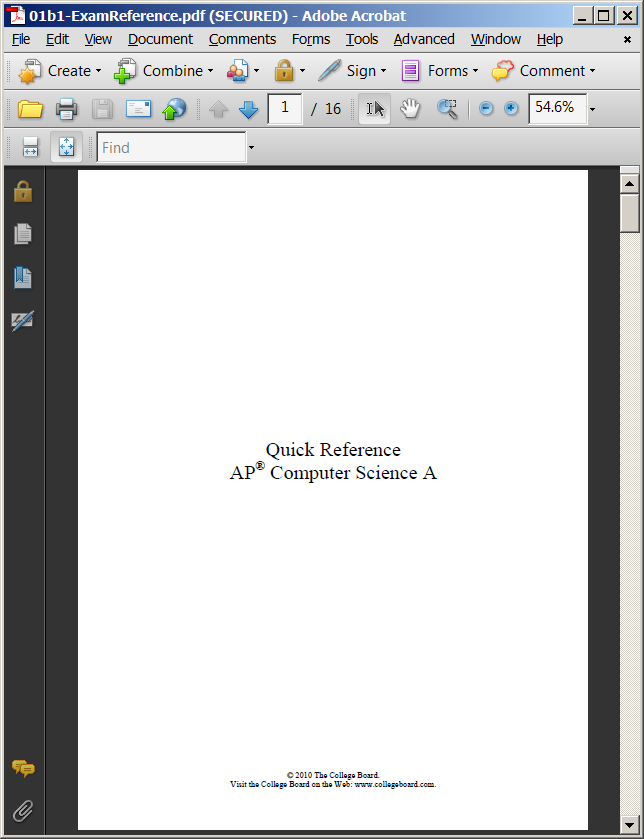 01b1-ExamReference.pdf (SECURED) - Adobe Acrobat
File Edit View Document Comments Forms Tools Advanced Window Help
Create Combine Sign Forms Comment
1 / 16 54.6%
Find
Quick Reference
AP® Computer Science A
© 2010 The College Board.
Visit the College Board on the Web: www.collegeboard.com.